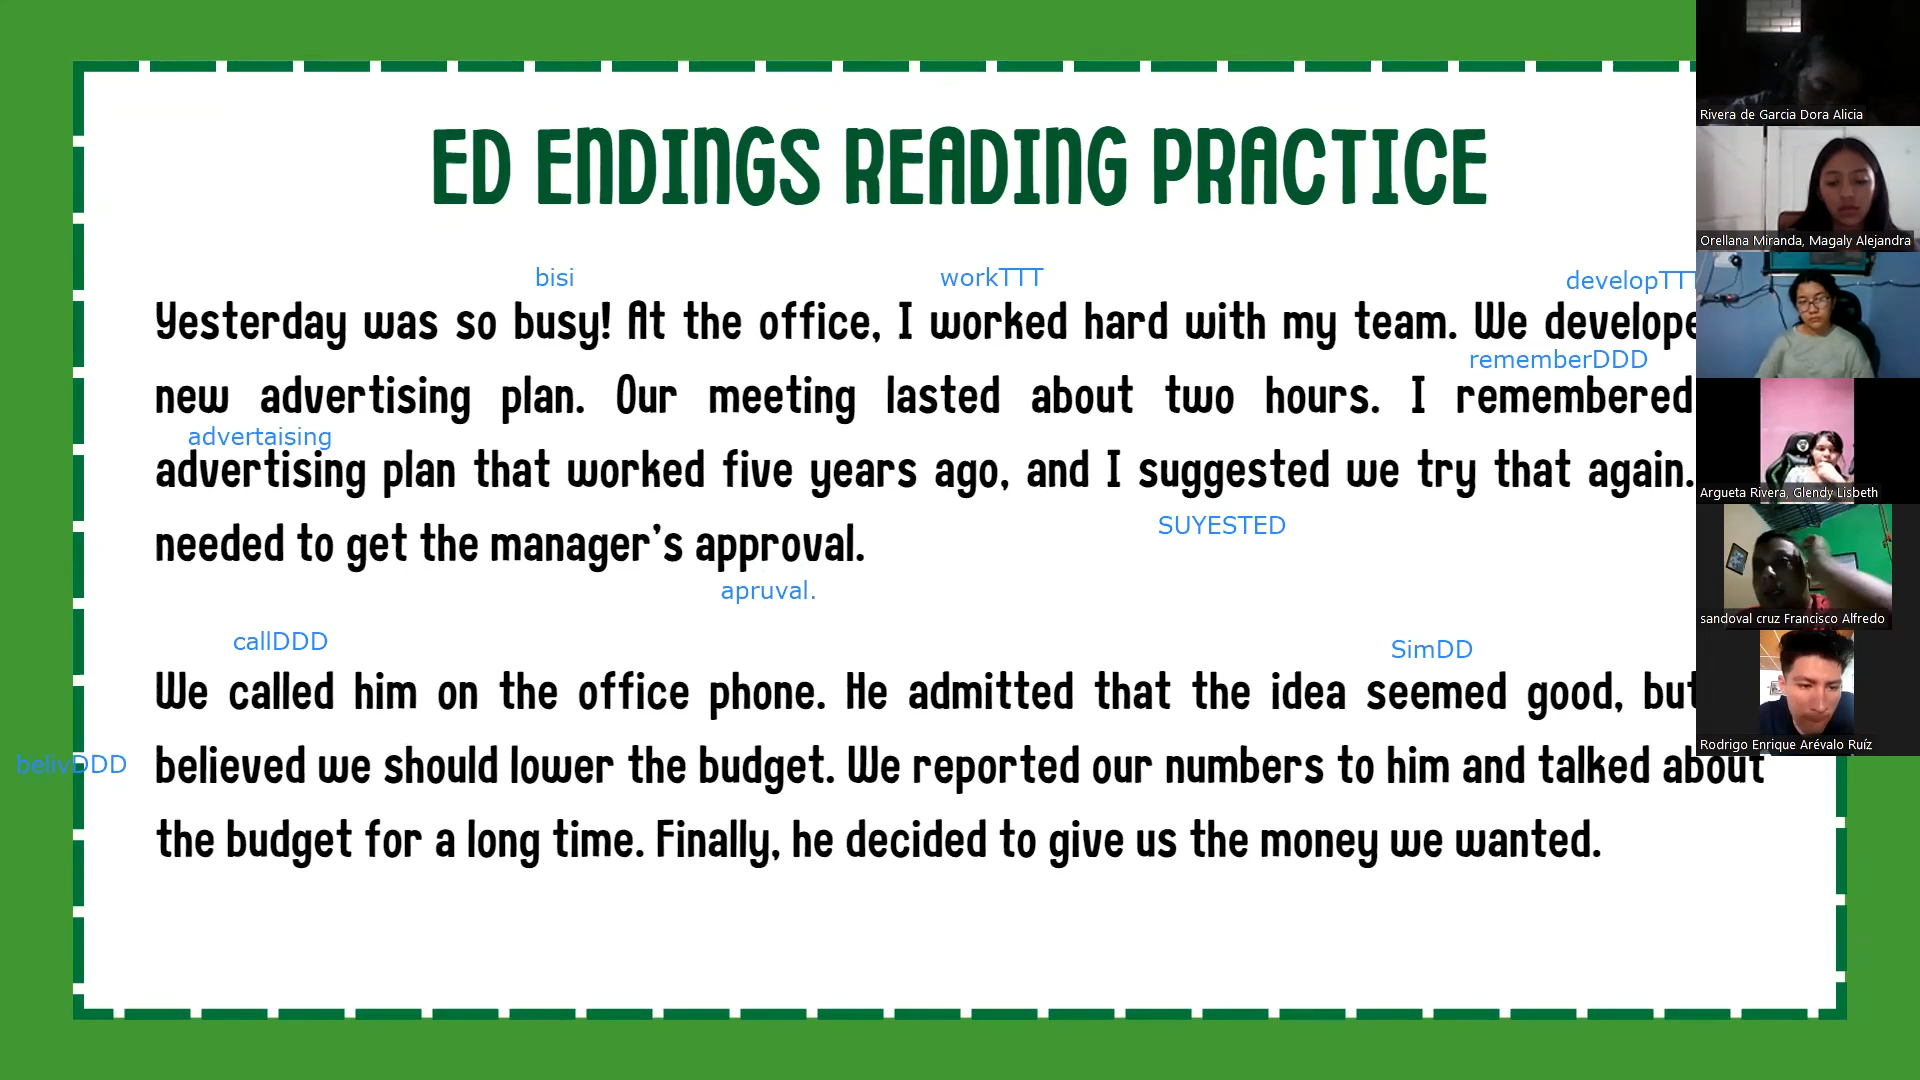 ED ENDINGS READING PRACTICE
bisi workTTT developTTT
Yesterday was so busy! At the office, I worked hard with my team. We develope
rememberDDD
new advertising plan. Our meeting lasted about two hours. I remembered
advertaising
advertising plan that worked five years ago, and I suggested we try that again.
SUYESTED
needed to get the manager's approval.
apruval.
callDDD SimDD
We called him on the office phone. He admitted that the idea seemed good, but
belivDDD
believed we should lower the budget. We reported our numbers to him and talked about
the budget for a long time. Finally, he decided to give us the money we wanted.
Rivera de Garcia Dora Alicia
Orellana Miranda, Magaly Alejandra
Argueta Rivera, Glendy Lisbeth
sandoval cruz Francisco Alfredo
Rodrigo Enrique Arévalo Ruíz